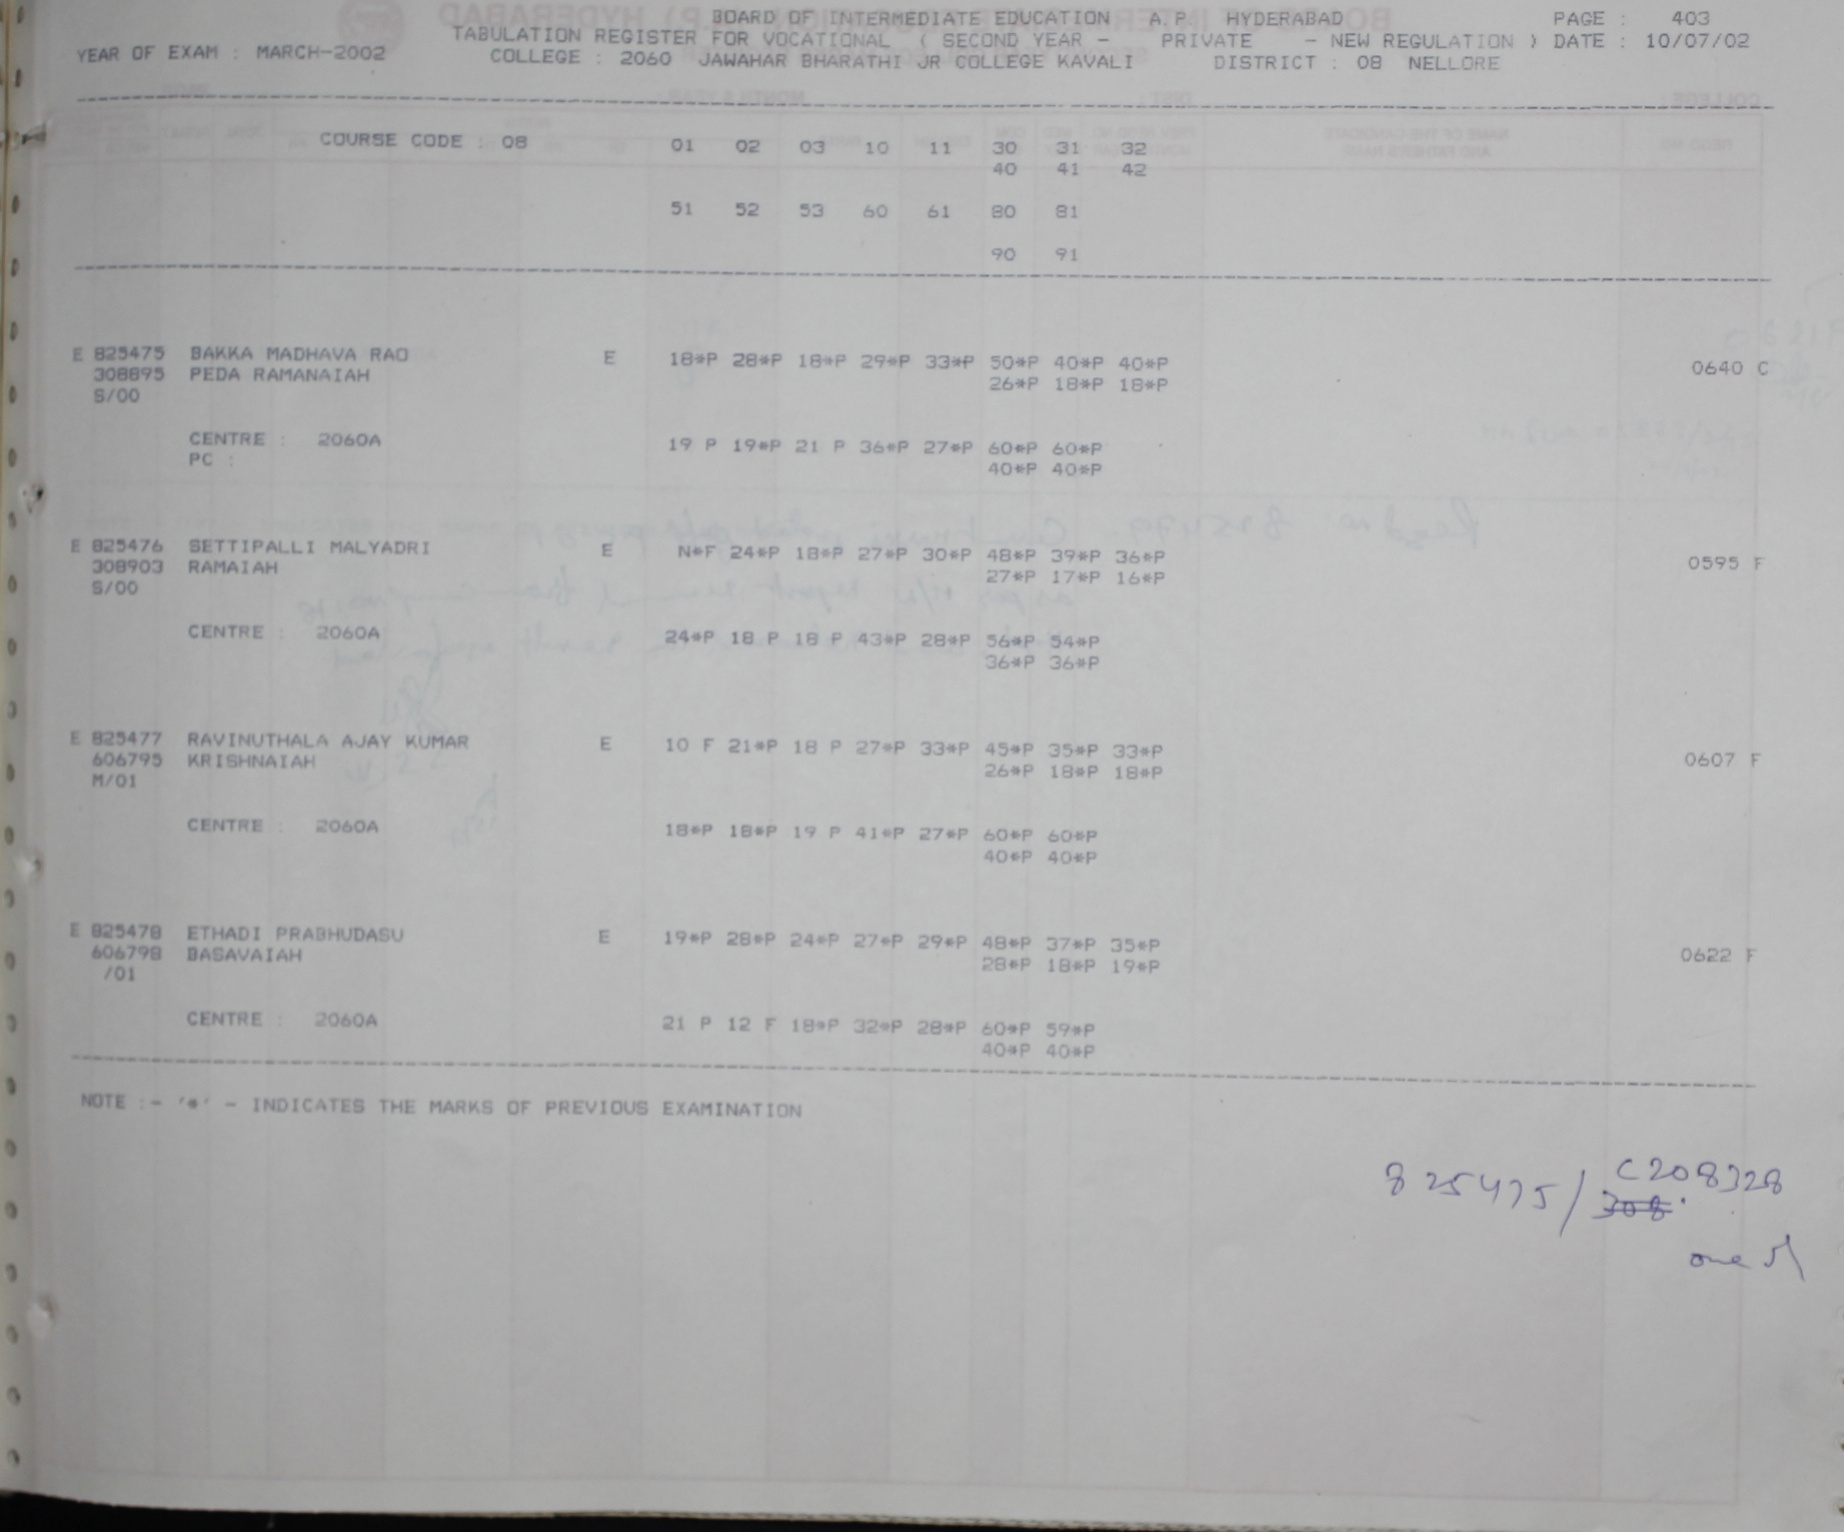 BOARD OF INTERMEDIATE EDUCATION A.P. HYDERABAD PAGE : 403
TABULATION REGISTER FOR VOCATIONAL ( SECOND YEAR - PRIVATE - NEW REGULATION ) DATE : 10/07/02
YEAR OF EXAM : MARCH-2002 COLLEGE : 2060 JAWAHAR BHARATHI JR COLLEGE KAVALI DISTRICT : 08 NELLORE
COURSE CODE : 08 01 02 03 10 11 30 31 32
40 41 42
51 52 53 60 61 80 81
90 91
E 825475 BAKKA MADHAVA RAO E 18*P 28*P 18*P 29*P 33*P 50*P 40*P 40*P 0640 C
308895 PEDA RAMANAIAH 26*P 18*P 18*P
S/00
CENTRE : 2060A 19 P 19*P 21 P 36*P 27*P 60*P 60*P
PC : 40*P 40*P
E 825476 SETTIPALLI MALYADRI E N*F 24*P 18*P 27*P 30*P 48*P 39*P 36*P 0595 F
308903 RAMAIAH 27*P 17*P 16*P
S/00
CENTRE : 2060A 24*P 18 P 18 P 43*P 28*P 56*P 54*P
36*P 36*P
E 825477 RAVINUTHALA AJAY KUMAR E 10 F 21*P 18 P 27*P 33*P 45*P 35*P 33*P 0607 F
606795 KRISHNAIAH 26*P 18*P 18*P
M/01
CENTRE : 2060A 18*P 18*P 19 P 41*P 27*P 60*P 60*P
40*P 40*P
E 825478 ETHADI PRABHUDASU E 19*P 28*P 24*P 27*P 29*P 48*P 37*P 35*P 0622 F
606798 BASAVAIAH 28*P 18*P 19*P
/01
CENTRE : 2060A 21 P 12 F 18*P 32*P 28*P 60*P 59*P
40*P 40*P
NOTE :- '*' - INDICATES THE MARKS OF PREVIOUS EXAMINATION
825475/ C208328
308
one